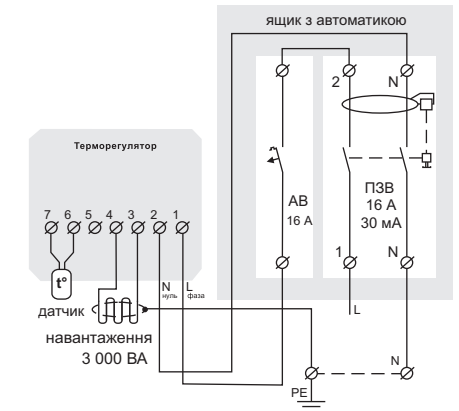 ящик з автоматикою
2
N
Терморегулятор
АВ
16 А
ПЗВ
16 А
30 мА
7 6 5 4 3 2 1
t°
датчик
N
нуль
L
фаза
1
N
L
навантаження
3 000 ВА
N
PE